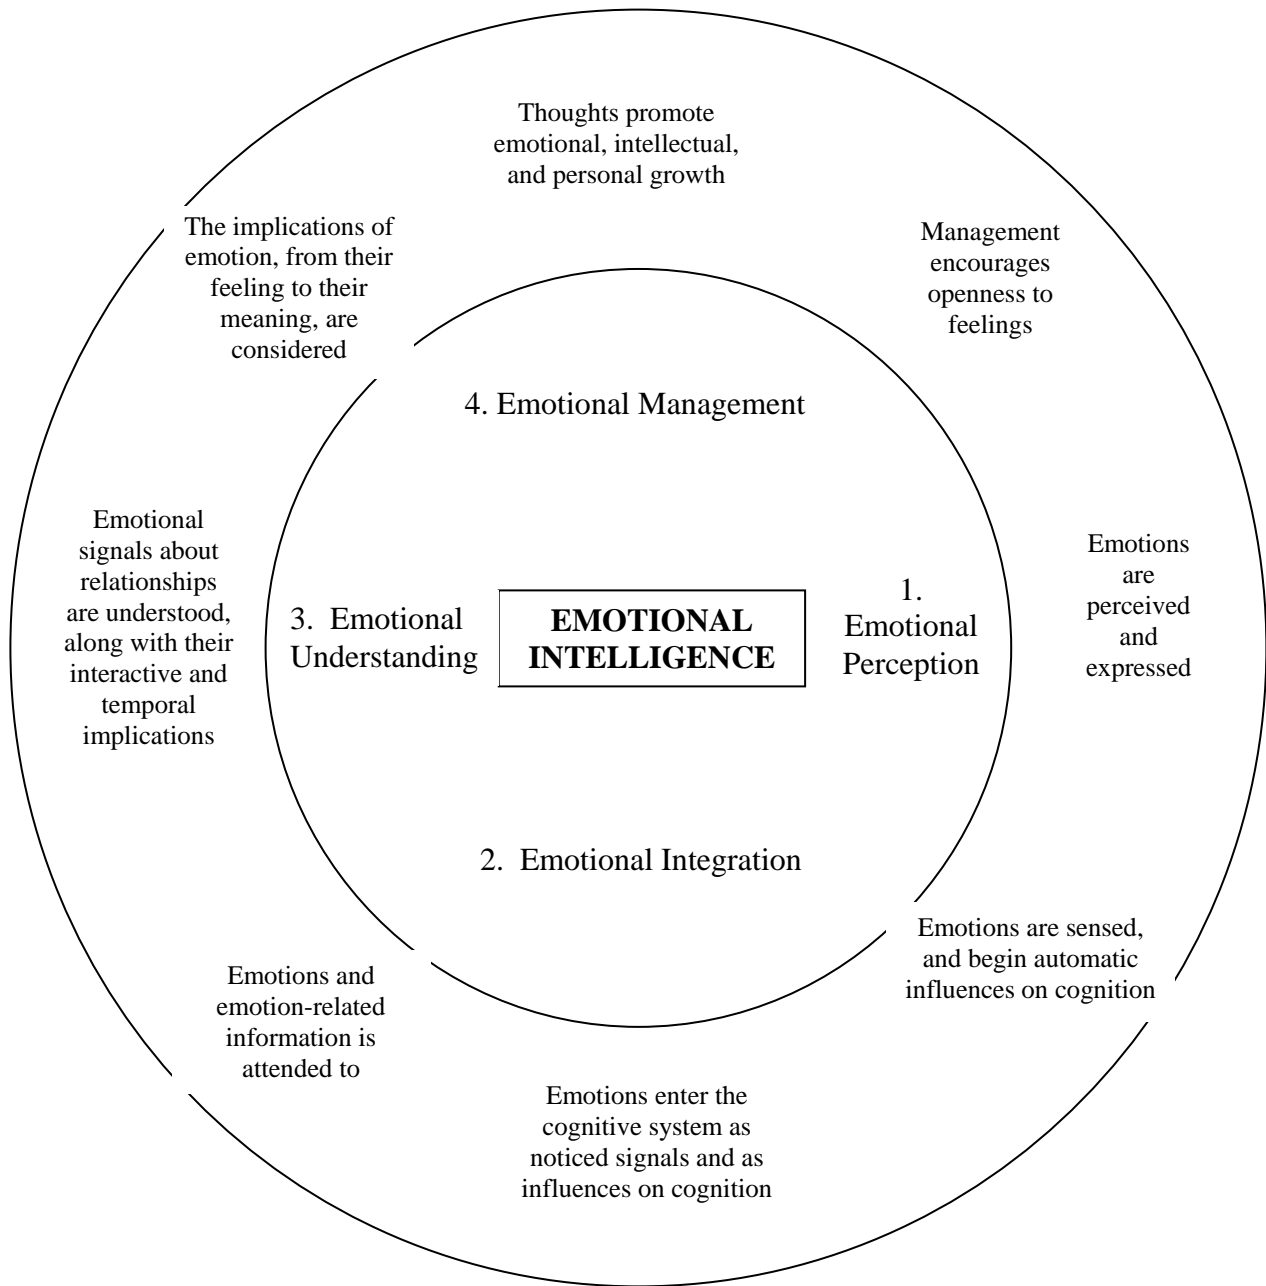 Thoughts promote
emotional, intellectual,
and personal growth
The implications of
emotion, from their
feeling to their
meaning, are
considered
Management
encourages
openness to
feelings
4. Emotional Management
Emotional
signals about
relationships
are understood,
along with their
interactive and
temporal
implications
3. Emotional
Understanding
EMOTIONAL
INTELLIGENCE
1.
Emotional
Perception
Emotions
are
perceived
and
expressed
2. Emotional Integration
Emotions are sensed,
and begin automatic
influences on cognition
Emotions and
emotion-related
information is
attended to
Emotions enter the
cognitive system as
noticed signals and as
influences on cognition